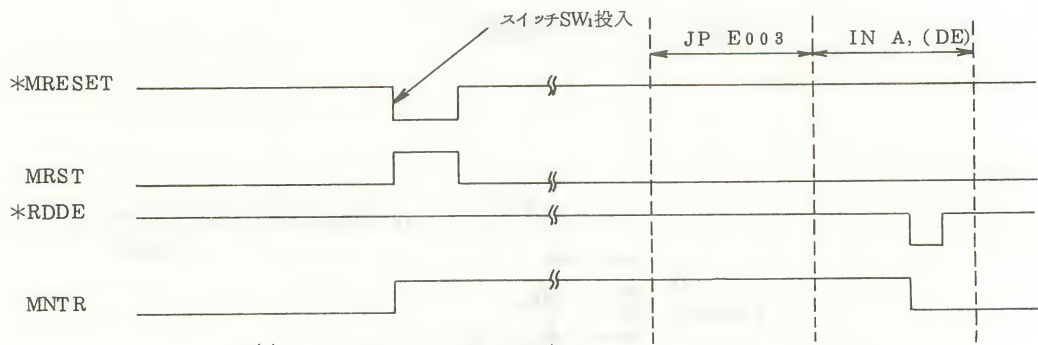 スイッチSW₁投入
JP E003
IN A, (DE)
*MRESET
MRST
*RDDE
MNTR